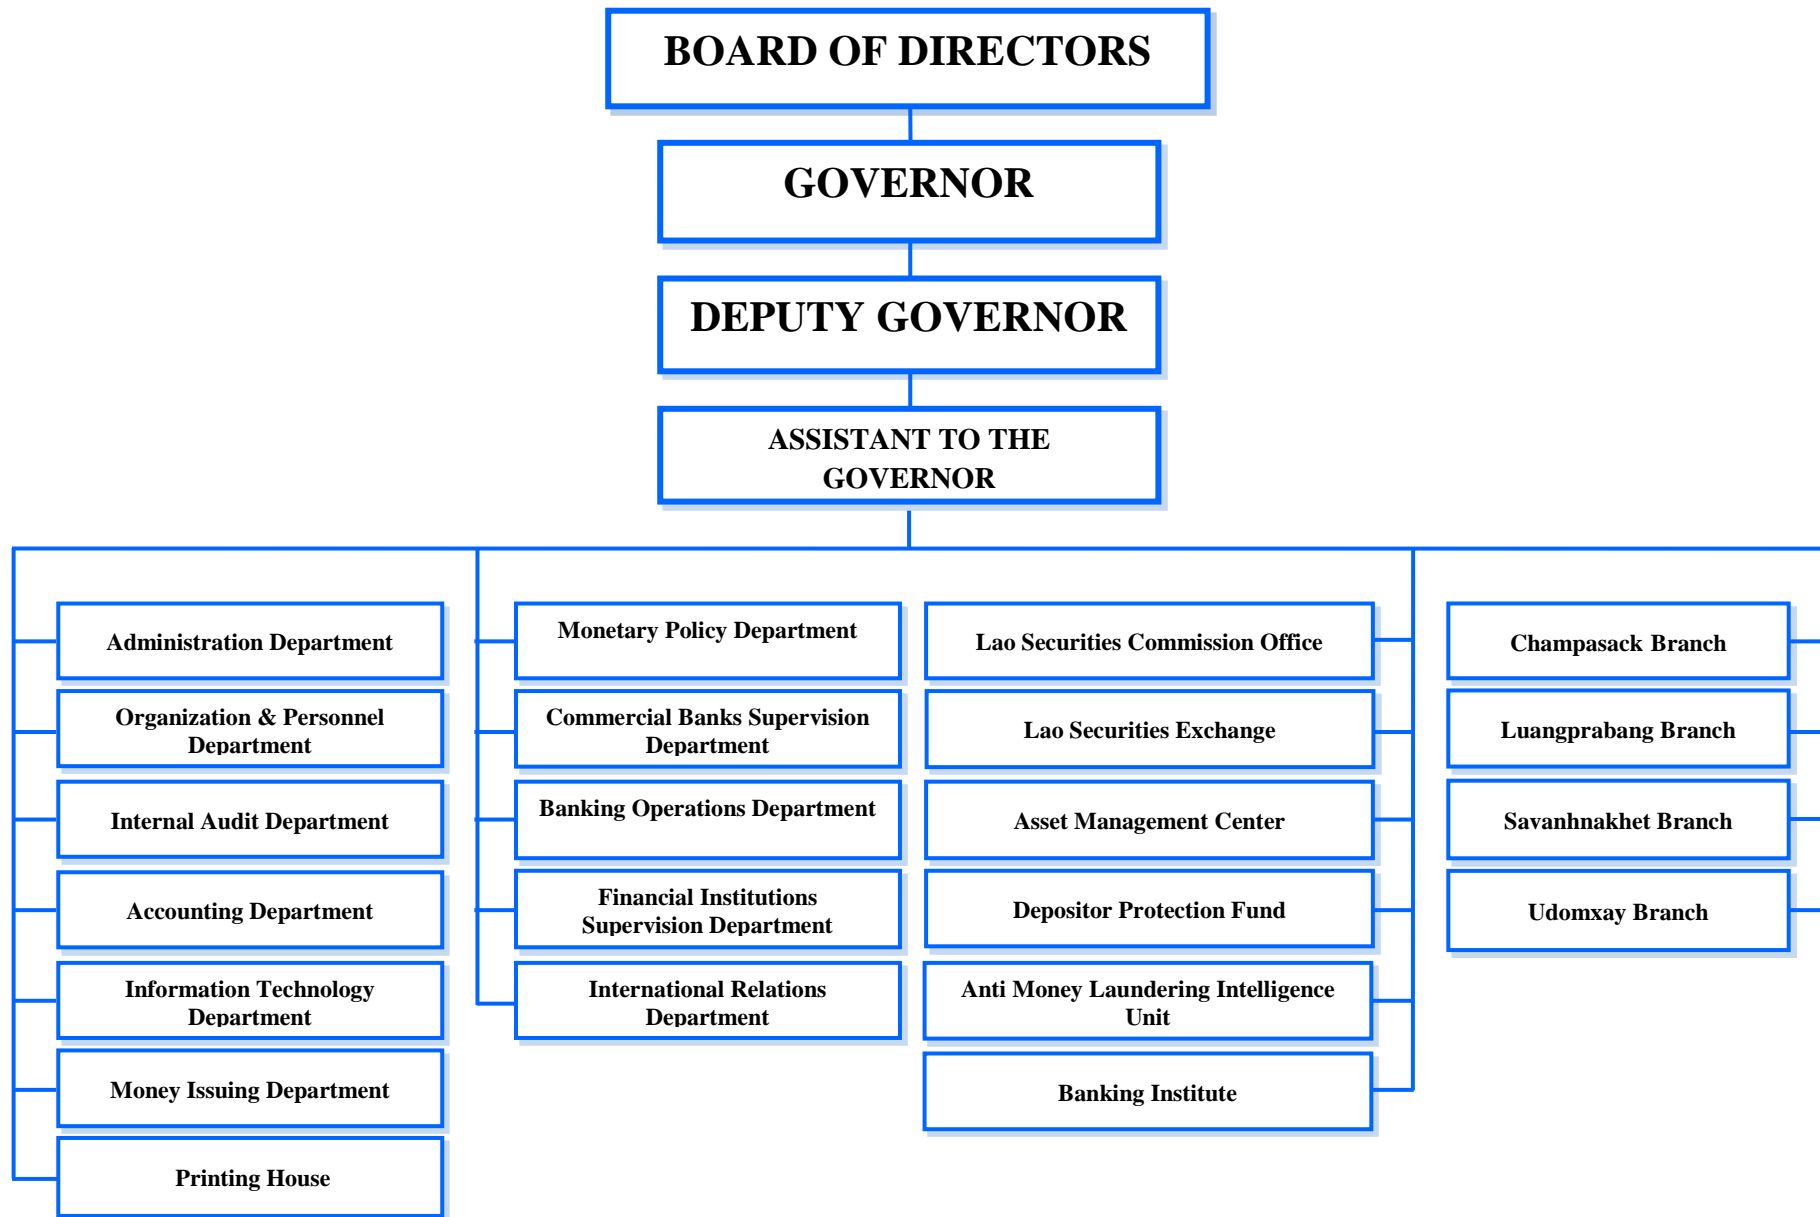 BOARD OF DIRECTORS
GOVERNOR
DEPUTY GOVERNOR
ASSISTANT TO THE
GOVERNOR
Administration Department
Organization & Personnel
Department
Internal Audit Department
Accounting Department
Information Technology
Department
Money Issuing Department
Printing House
Monetary Policy Department
Commercial Banks Supervision
Department
Banking Operations Department
Financial Institutions
Supervision Department
International Relations
Department
Lao Securities Commission Office
Lao Securities Exchange
Asset Management Center
Depositor Protection Fund
Anti Money Laundering Intelligence
Unit
Banking Institute
Champasack Branch
Luangprabang Branch
Savanhnakhet Branch
Udomxay Branch